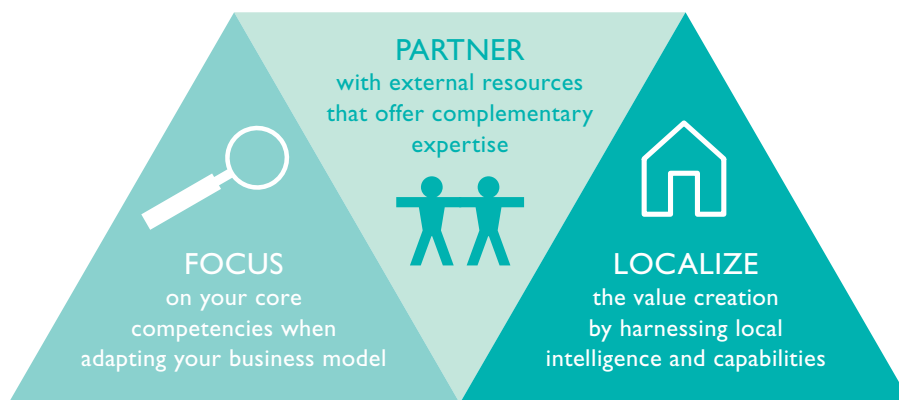 PARTNER
with external resources
that offer complementary
expertise
FOCUS
on your core
competencies when
adapting your business model
LOCALIZE
the value creation
by harnessing local
intelligence and capabilities